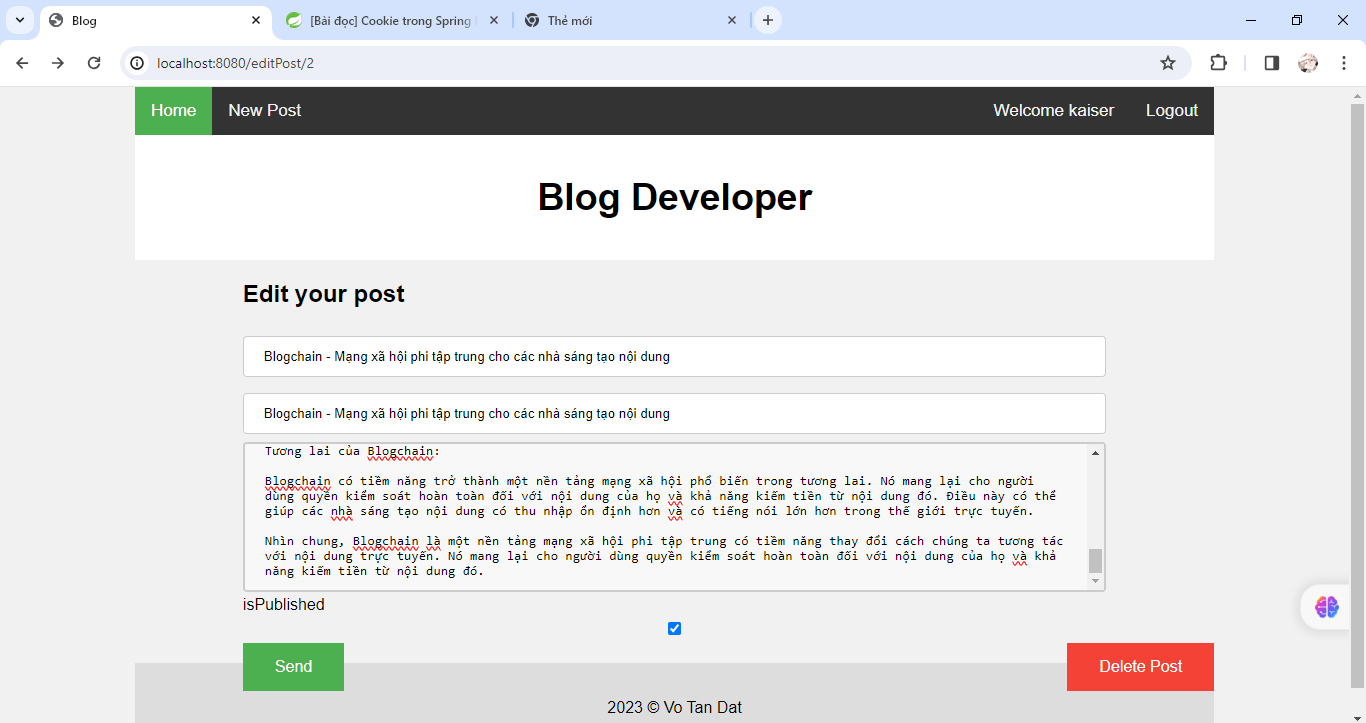 Blog
[Bài đọc] Cookie trong Spring
Thẻ mới
localhost:8080/editPost/2
Home
New Post
Welcome kaiser
Logout
Blog Developer
Edit your post
Blogchain - Mạng xã hội phi tập trung cho các nhà sáng tạo nội dung
Blogchain - Mạng xã hội phi tập trung cho các nhà sáng tạo nội dung
Tương lai của Blogchain:
Blogchain có tiềm năng trở thành một nền tảng mạng xã hội phổ biến trong tương lai. Nó mang lại cho người
dùng quyền kiểm soát hoàn toàn đối với nội dung của họ và khả năng kiếm tiền từ nội dung đó. Điều này có thể
giúp các nhà sáng tạo nội dung có thu nhập ổn định hơn và có tiếng nói lớn hơn trong thế giới trực tuyến.
Nhìn chung, Blogchain là một nền tảng mạng xã hội phi tập trung có tiềm năng thay đổi cách chúng ta tương tác
với nội dung trực tuyến. Nó mang lại cho người dùng quyền kiểm soát hoàn toàn đối với nội dung của họ và khả
năng kiếm tiền từ nội dung đó.
isPublished
Send
Delete Post
2023 © Vo Tan Dat